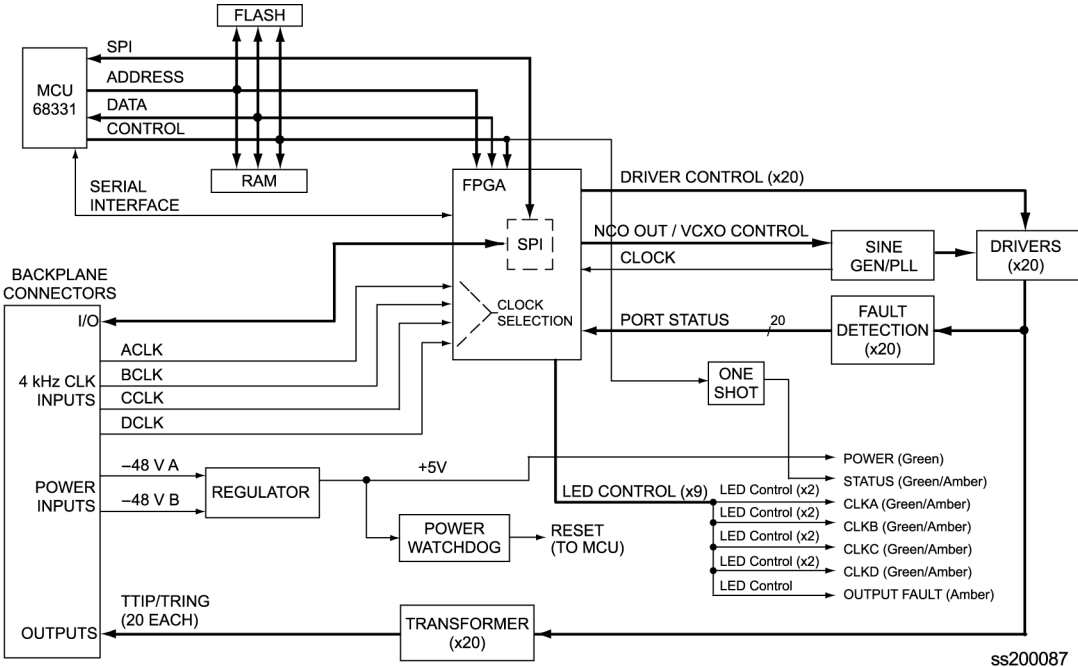 FLASH
SPI
ADDRESS
MCU
68331
DATA
CONTROL
RAM
FPGA
DRIVER CONTROL (x20)
SERIAL
INTERFACE
NCO OUT / VCXO CONTROL
SPI
SINE
GEN/PLL
DRIVERS
(x20)
CLOCK
BACKPLANE
CONNECTORS
I/O
CLOCK
SELECTION
PORT STATUS
20
FAULT
DETECTION
(x20)
ACLK
BCLK
CCLK
DCLK
4 kHz CLK
INPUTS
ONE
SHOT
–48 V A
–48 V B
POWER
INPUTS
REGULATOR
+5V
POWER
WATCHDOG
RESET
(TO MCU)
LED CONTROL (x9)
POWER (Green)
STATUS (Green/Amber)
LED Control (x2)
CLKA (Green/Amber)
LED Control (x2)
CLKB (Green/Amber)
LED Control (x2)
CLKC (Green/Amber)
LED Control (x2)
CLKD (Green/Amber)
LED Control
OUTPUT FAULT (Amber)
TTIP/TRING
(20 EACH)
OUTPUTS
TRANSFORMER
(x20)
ss200087